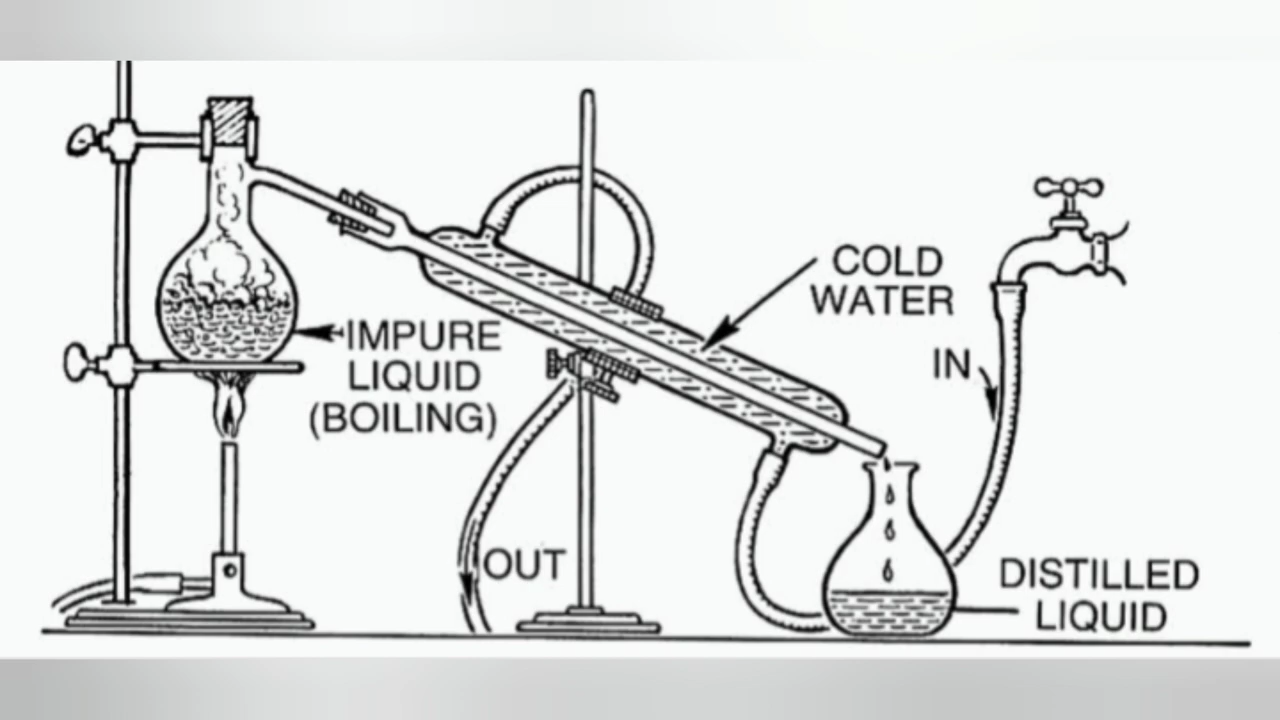 IMPURE
LIQUID
(BOILING)
COLD
WATER
IN
OUT
DISTILLED
LIQUID